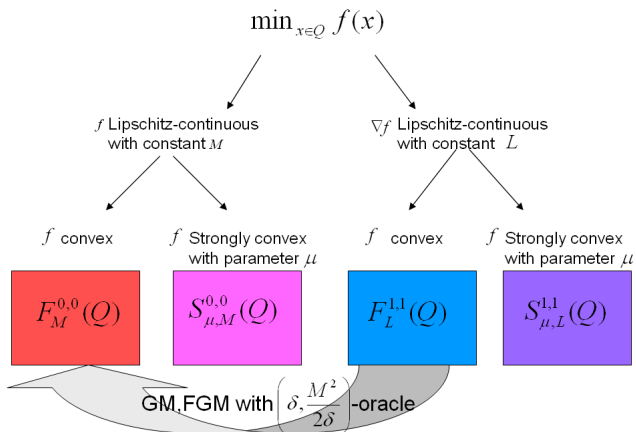 min x∈Q f(x)
f Lipschitz-continuous
with constant M
∇f Lipschitz-continuous
with constant L
f convex
f Strongly convex
with parameter μ
f convex
f Strongly convex
with parameter μ
F_M^{0,0}(Q)
S_{μ,M}^{0,0}(Q)
F_L^{1,1}(Q)
S_{μ,L}^{1,1}(Q)
GM,FGM with (δ, M²/2δ)-oracle